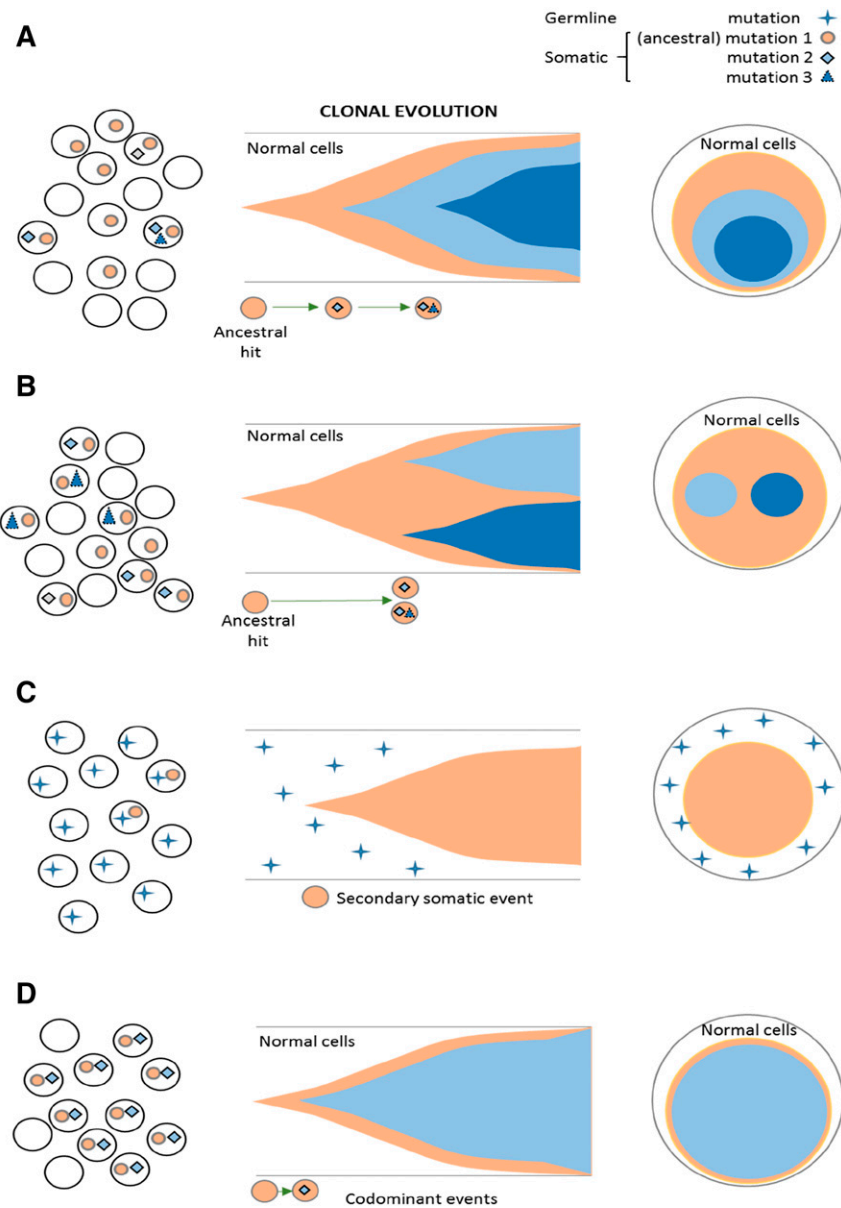 Germline mutation
A
Somatic (ancestral) mutation 1
mutation 2
mutation 3
CLONAL EVOLUTION
Normal cells
Normal cells
Ancestral
hit
B
Normal cells
Normal cells
Ancestral
hit
C
Secondary somatic event
D
Normal cells
Normal cells
Codominant events